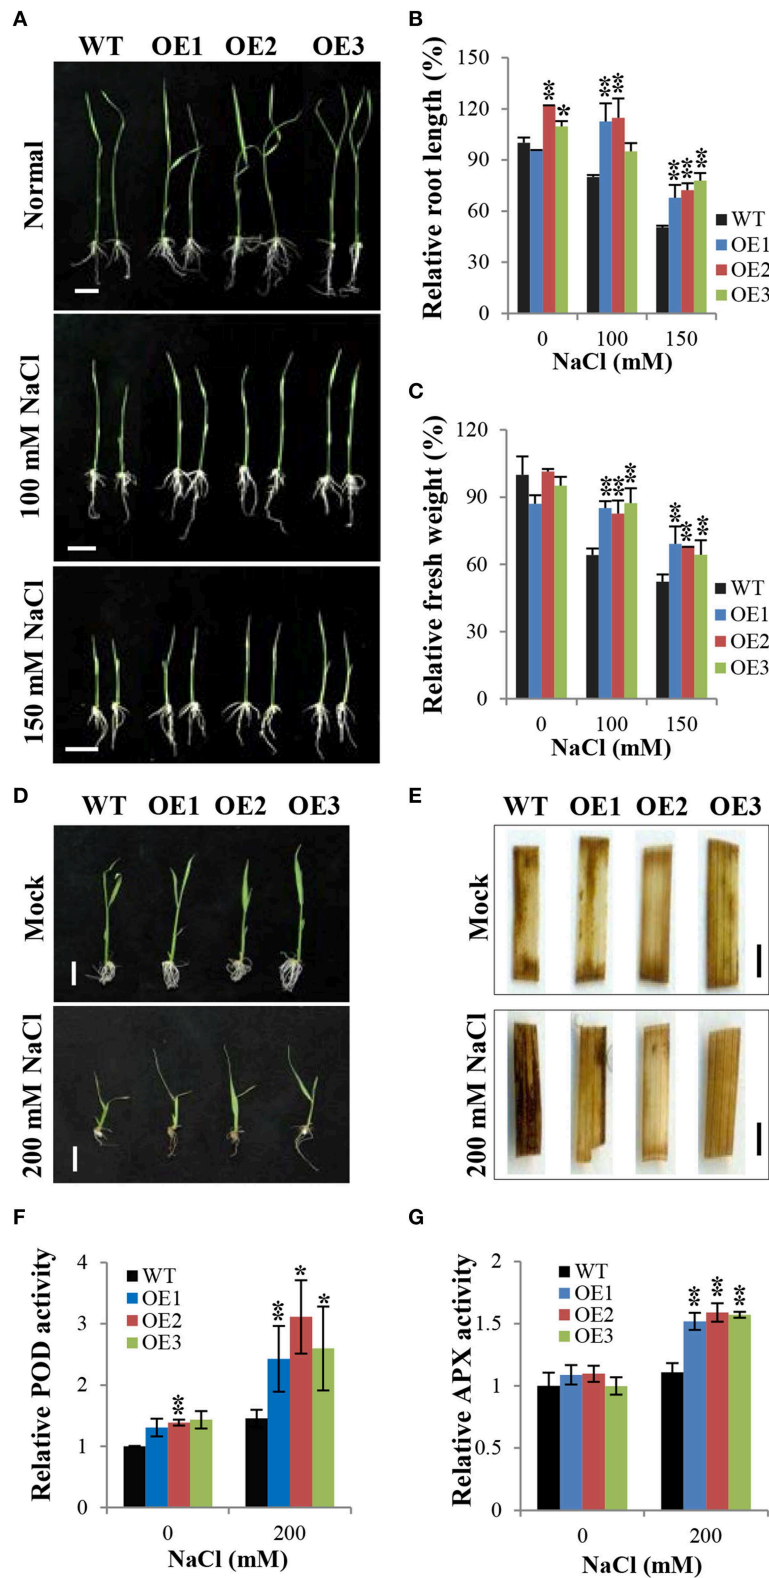 A
WT OE1 OE2 OE3
Normal
100 mM NaCl
150 mM NaCl
B
Relative root length (%)
150
120
90
60
30
0
** * ** ** ** ** **
WT
OE1
OE2
OE3
0 100 150
NaCl (mM)
C
Relative fresh weight (%)
120
90
60
30
0
** ** ** ** ** **
WT
OE1
OE2
OE3
0 100 150
NaCl (mM)
D
WT OE1 OE2 OE3
Mock
200 mM NaCl
E
WT OE1 OE2 OE3
Mock
200 mM NaCl
F
Relative POD activity
4
3
2
1
0
WT
OE1
OE2
OE3
** ** * *
0 200
NaCl (mM)
G
Relative APX activity
2
1.5
1
0.5
0
WT
OE1
OE2
OE3
** ** **
0 200
NaCl (mM)